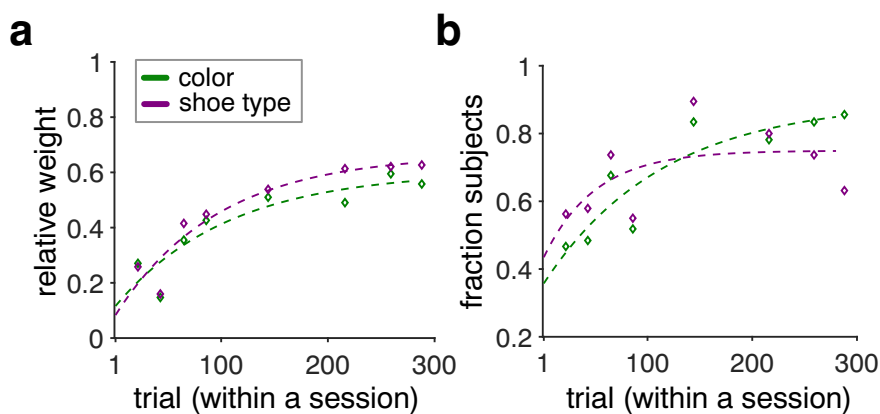 a
color
shoe type
relative weight
1
0.8
0.6
0.4
0.2
0
1
100
200
300
trial (within a session)
b
fraction subjects
1
0.8
0.6
0.4
0.2
1
100
200
300
trial (within a session)